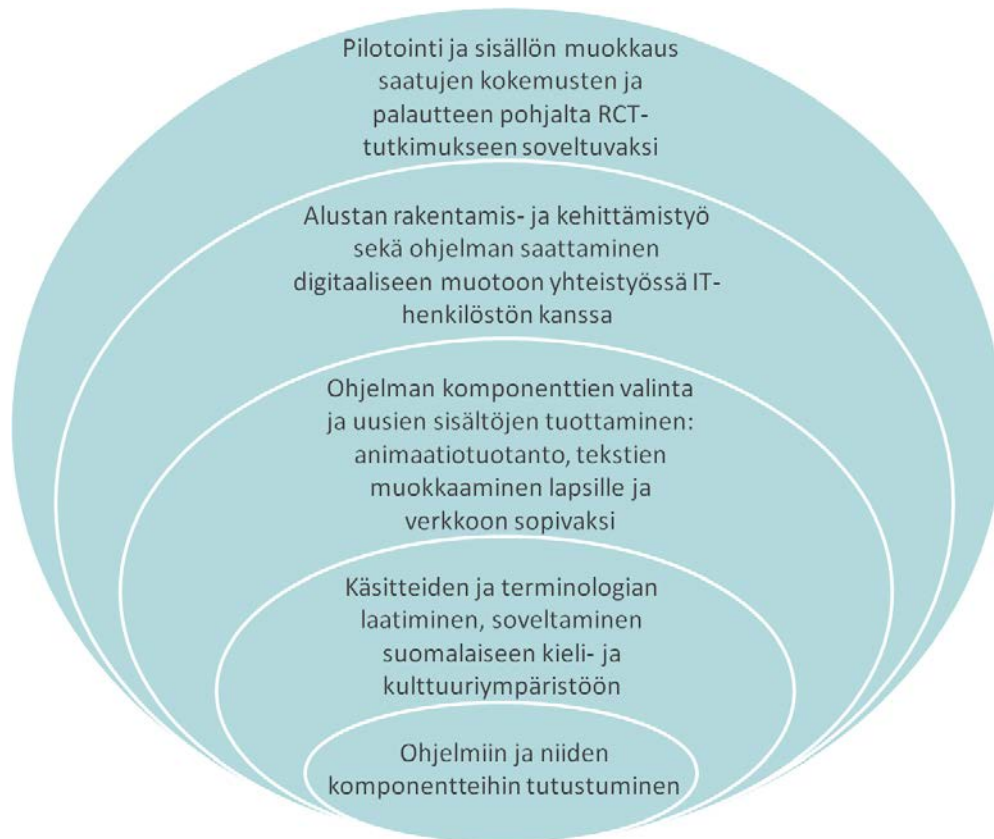 Pilotointi ja sisällön muokkaus
saatujen kokemusten ja
palautteen pohjalta RCT-
tutkimukseen soveltuvaksi
Alustan rakentamis- ja kehittämistyö
sekä ohjelman saattaminen
digitaaliseen muotoon yhteistyössä IT-
henkilöstön kanssa
Ohjelman komponenttien valinta
ja uusien sisältöjen tuottaminen:
animaatiotuotanto, tekstien
muokkaaminen lapsille ja
verkkoon sopivaksi
Käsitteiden ja terminologian
laatiminen, soveltaminen
suomalaiseen kieli- ja
kulttuuriympäristöön
Ohjelmiin ja niiden
komponentteihin tutustuminen